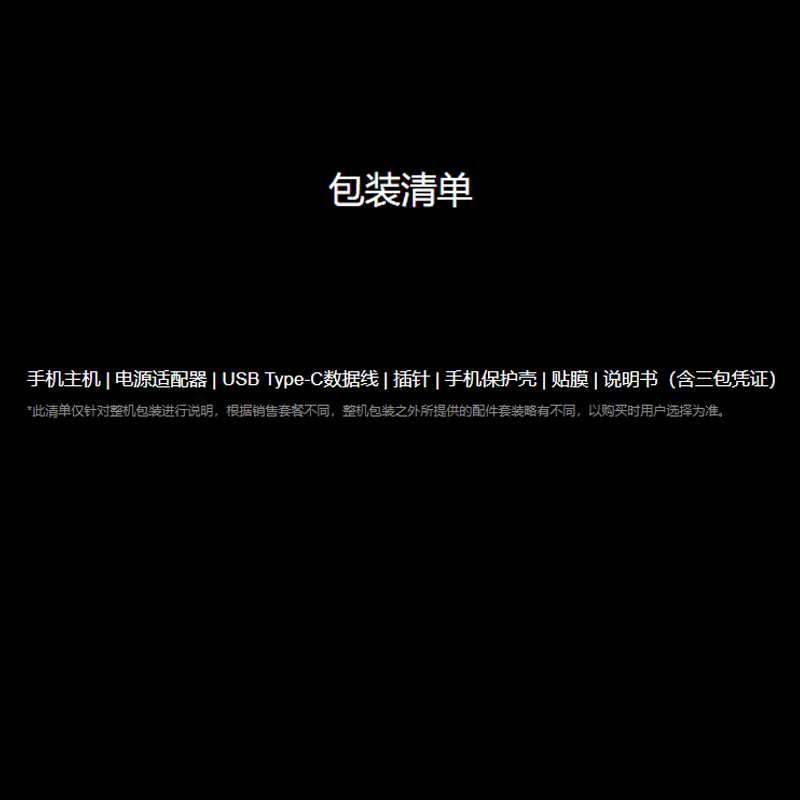 包装清单
手机主机 | 电源适配器 | USB Type-C数据线 | 插针 | 手机保护壳 | 贴膜 | 说明书（含三包凭证）
*此清单仅针对整机包装进行说明，根据销售套餐不同，整机包装之外所提供的配件套装略有不同，以购买时用户选择为准。